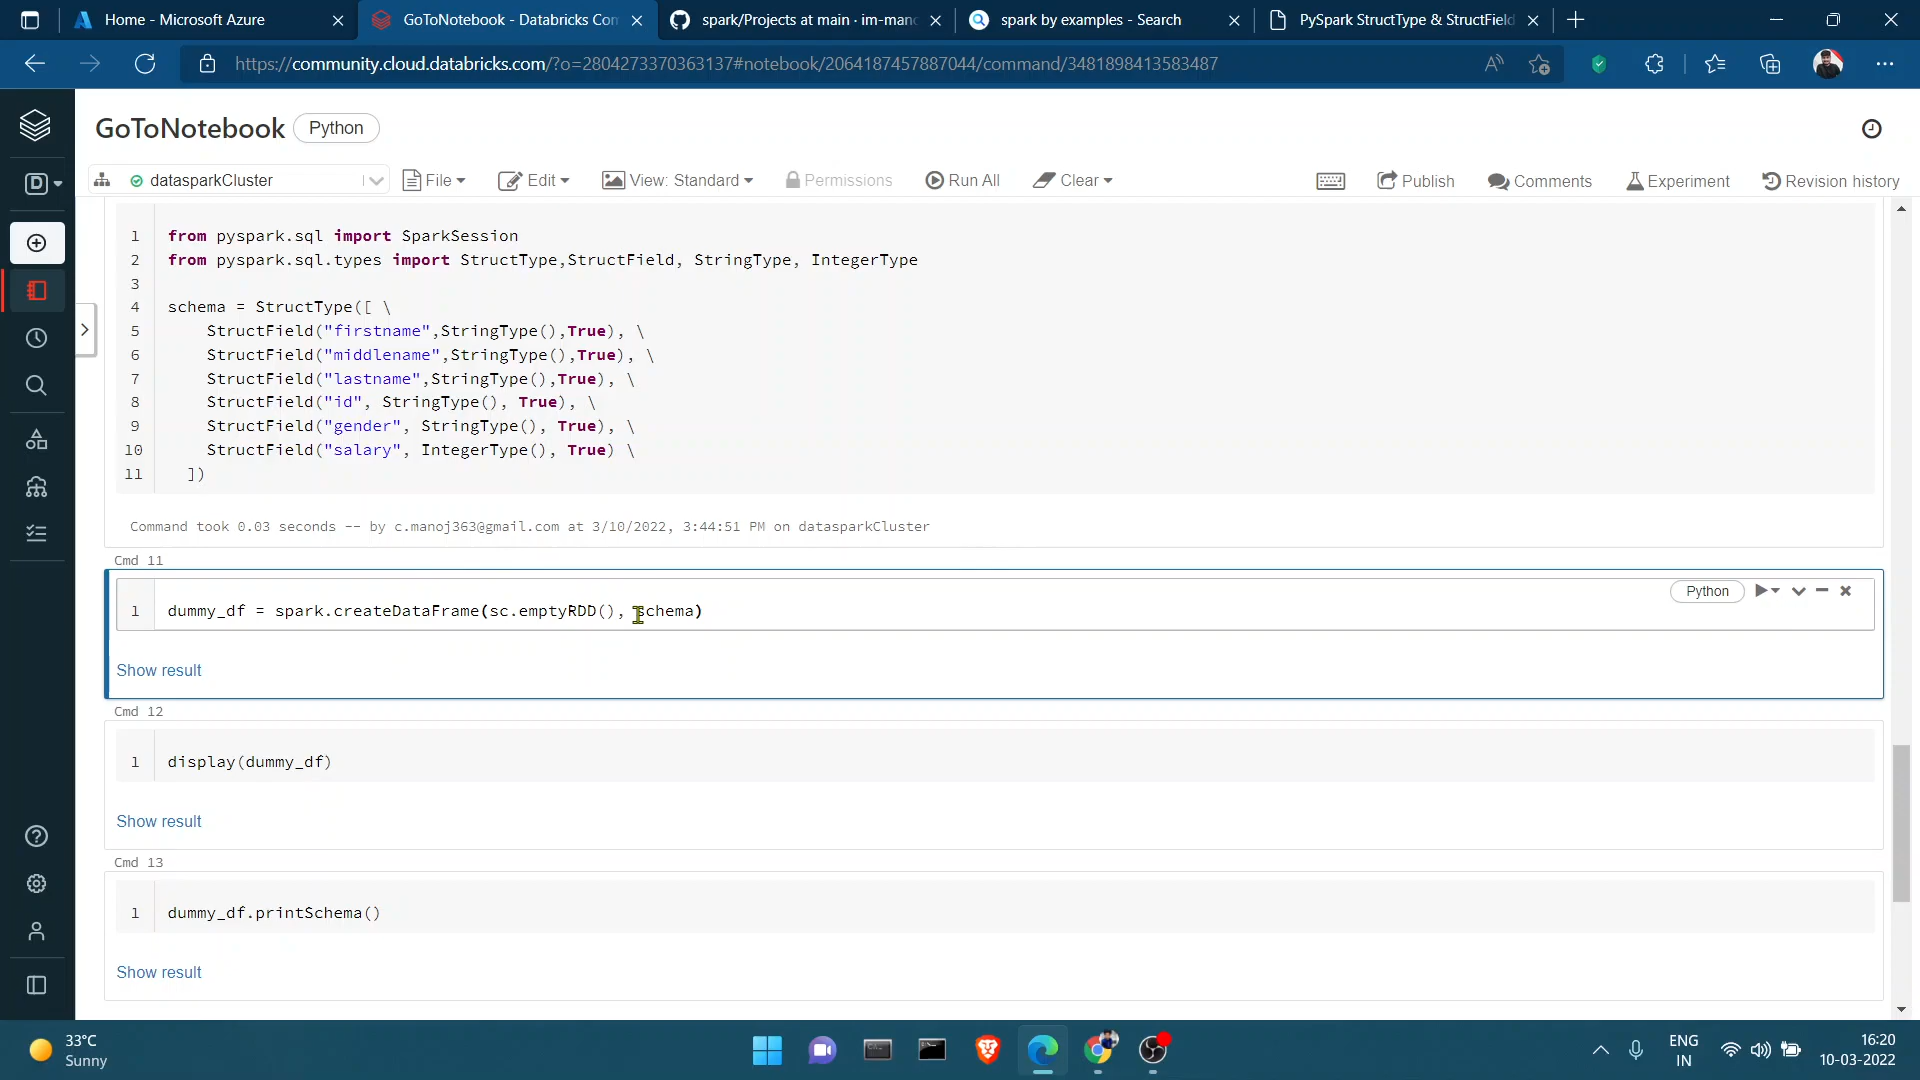 Home - Microsoft Azure
GoToNotebook - Databricks Con
spark/Projects at main · im-mano
spark by examples - Search
PySpark StructType & StructField
https://community.cloud.databricks.com/?o=2804273370363137#notebook/2064187457887044/command/3481898413583487
GoToNotebook Python
datasparkCluster File Edit View: Standard Permissions Run All Clear Publish Comments Experiment Revision history
D
1 from pyspark.sql import SparkSession
2 from pyspark.sql.types import StructType,StructField, StringType, IntegerType
3
4 schema = StructType([ \
5 StructField("firstname",StringType(),True), \
6 StructField("middlename",StringType(),True), \
7 StructField("lastname",StringType(),True), \
8 StructField("id", StringType(), True), \
9 StructField("gender", StringType(), True), \
10 StructField("salary", IntegerType(), True) \
11 ])
Command took 0.03 seconds -- by c.manoj363@gmail.com at 3/10/2022, 3:44:51 PM on datasparkCluster
Cmd 11
Python
1 dummy_df = spark.createDataFrame(sc.emptyRDD(), schema)
Show result
Cmd 12
1 display(dummy_df)
Show result
Cmd 13
1 dummy_df.printSchema()
Show result
33°C
Sunny
ENG
IN
16:20
10-03-2022